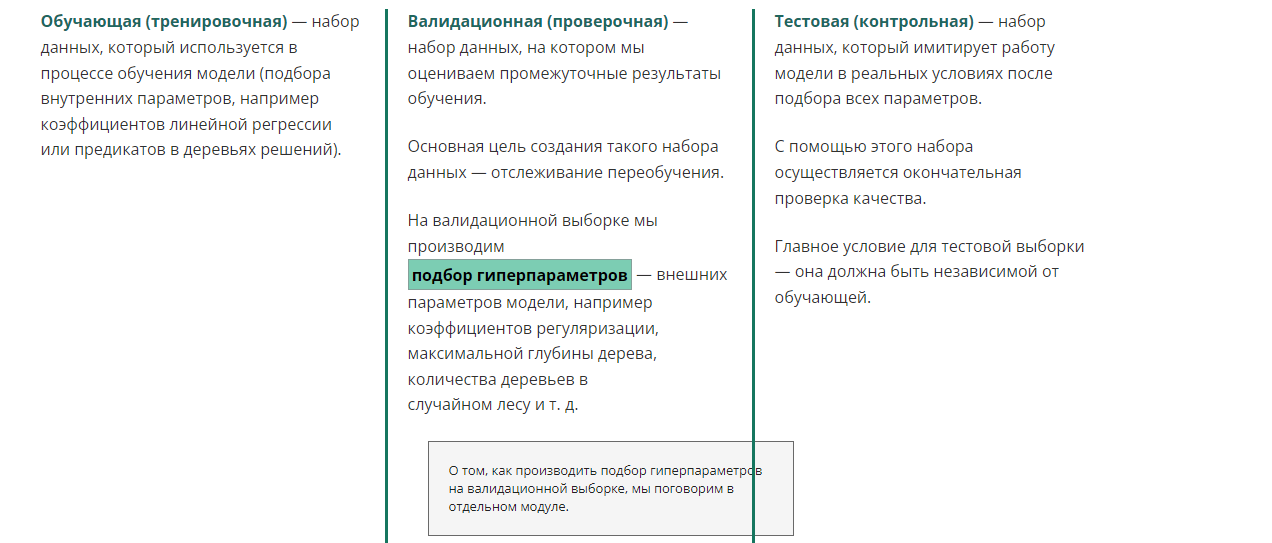 Обучающая (тренировочная) — набор
данных, который используется в
процессе обучения модели (подбора
внутренних параметров, например
коэффициентов линейной регрессии
или предикатов в деревьях решений).
Валидационная (проверочная) —
набор данных, на котором мы
оцениваем промежуточные результаты
обучения.
Основная цель создания такого набора
данных — отслеживание переобучения.
На валидационной выборке мы
производим
подбор гиперпараметров — внешних
параметров модели, например
коэффициентов регуляризации,
максимальной глубины дерева,
количества деревьев в
случайном лесу и т. д.
О том, как производить подбор гиперпараметров
на валидационной выборке, мы поговорим в
отдельном модуле.
Тестовая (контрольная) — набор
данных, который имитирует работу
модели в реальных условиях после
подбора всех параметров.
С помощью этого набора
осуществляется окончательная
проверка качества.
Главное условие для тестовой выборки
— она должна быть независимой от
обучающей.